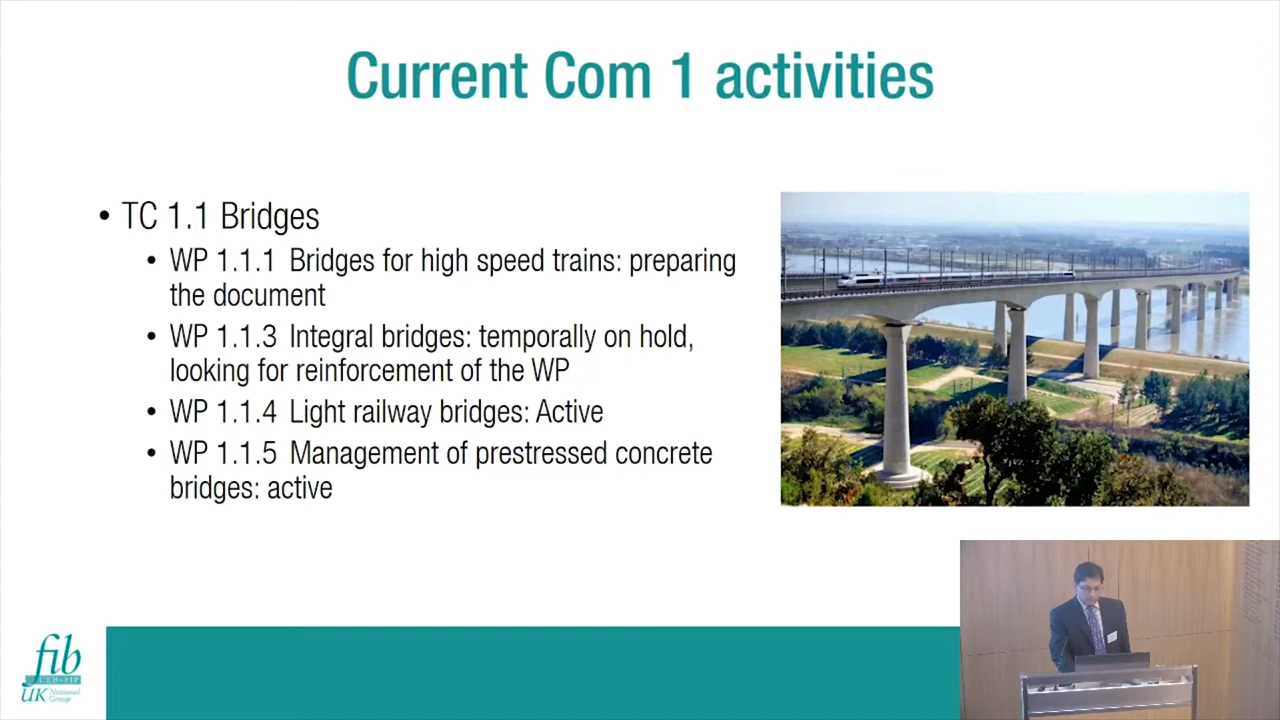 Current Com 1 activities
• TC 1.1 Bridges
• WP 1.1.1 Bridges for high speed trains: preparing
the document
• WP 1.1.3 Integral bridges: temporally on hold,
looking for reinforcement of the WP
• WP 1.1.4 Light railway bridges: Active
• WP 1.1.5 Management of prestressed concrete
bridges: active
fib
CEB-FIP
UK National
Group